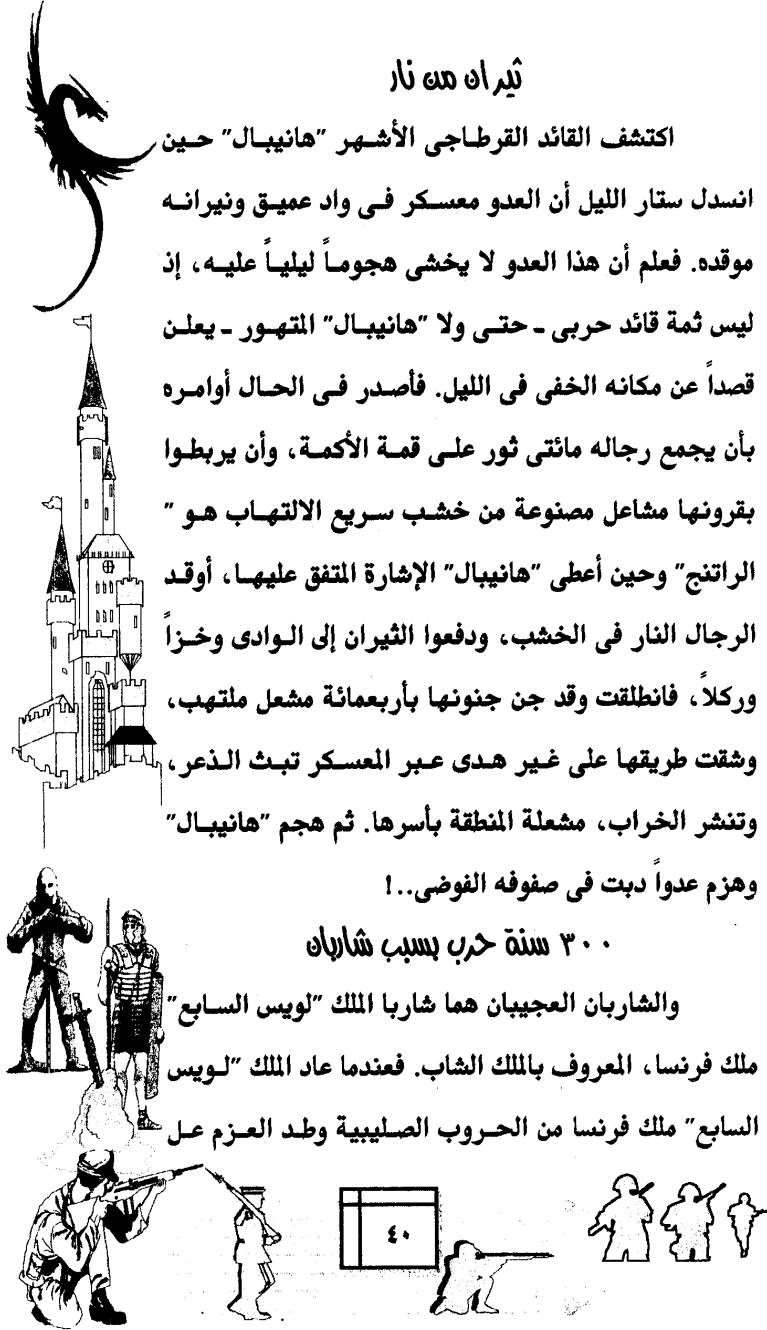 ثيران من نار
اكتشف القائد القرطاجى الأشهر "هانيبال" حين
انسدل ستار الليل أن العدو معسكر فى واد عميق ونيرانه
موقده. فعلم أن هذا العدو لا يخشى هجوماً ليلياً عليه، إذ
ليس ثمة قائد حربى ـ حتى ولا "هانيبال" المتهور ـ يعلن
قصداً عن مكانه الخفى فى الليل. فأصدر فى الحال أوامره
بأن يجمع رجاله مائتى ثور على قمة الأكمة، وأن يربطوا
بقرونها مشاعل مصنوعة من خشب سريع الالتهاب هو "
الراتنج" وحين أعطى "هانيبال" الإشارة المتفق عليها، أوقد
الرجال النار فى الخشب، ودفعوا الثيران إلى الوادى وخزاً
وركلاً، فانطلقت وقد جن جنونها بأربعمائة مشعل ملتهب،
وشقت طريقها على غير هدى عبر المعسكر تبث الذعر،
وتنشر الخراب، مشعلة المنطقة بأسرها. ثم هجم "هانيبال"
وهزم عدواً دبت فى صفوفه الفوضى..!
٣٠٠ سنة حرب بسبب شاربان
والشاربان العجيبان هما شاربا الملك "لويس السابع"
ملك فرنسا، المعروف بالملك الشاب. فعندما عاد الملك "لويس
السابع" ملك فرنسا من الحروب الصليبية وطد العزم عل
٤٠